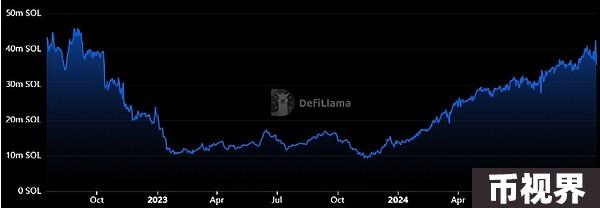 50m SOL
40m SOL
30m SOL
20m SOL
10m SOL
0 SOL
DefiLlama
Oct 2023 Apr Jul Oct 2024 Apr
币视界